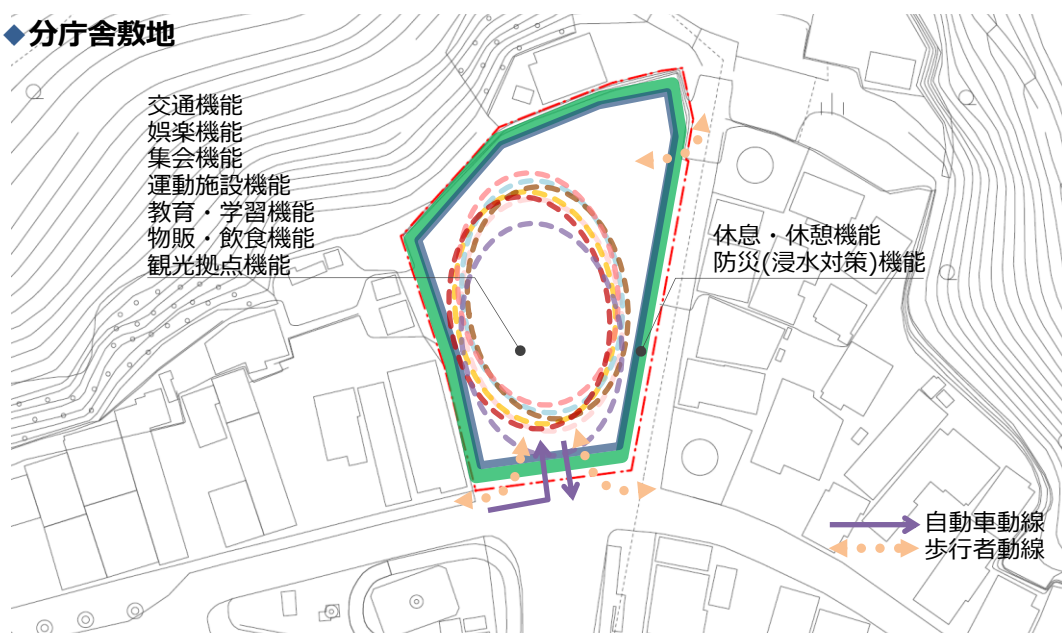 ◆分庁舎敷地
交通機能
娯楽機能
集会機能
運動施設機能
教育・学習機能
物販・飲食機能
観光拠点機能
休息・休憩機能
防災(浸水対策)機能
自動車動線
歩行者動線